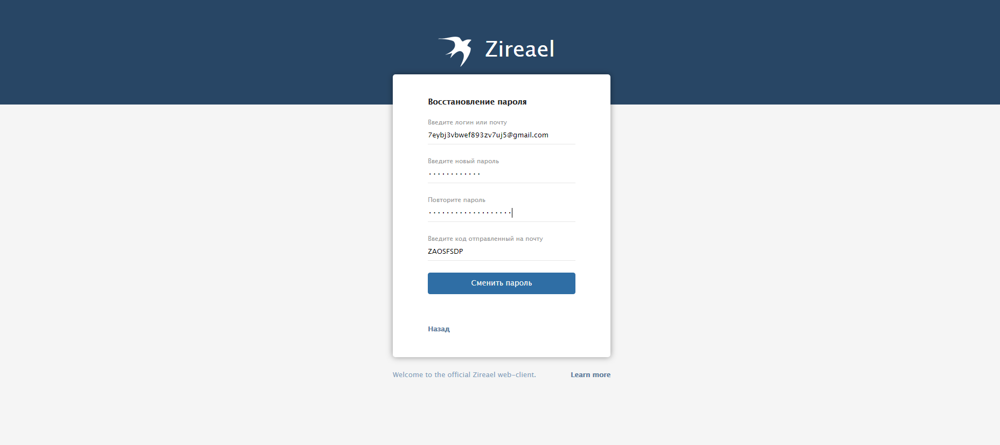 Zireael
Восстановление пароля
Введите логин или почту
7eybj3vbwef893zv7uj5@gmail.com
Введите новый пароль
············
Повторите пароль
···················
Введите код отправленный на почту
ZAOSFSDP
Сменить пароль
Назад
Welcome to the official Zireael web-client. Learn more